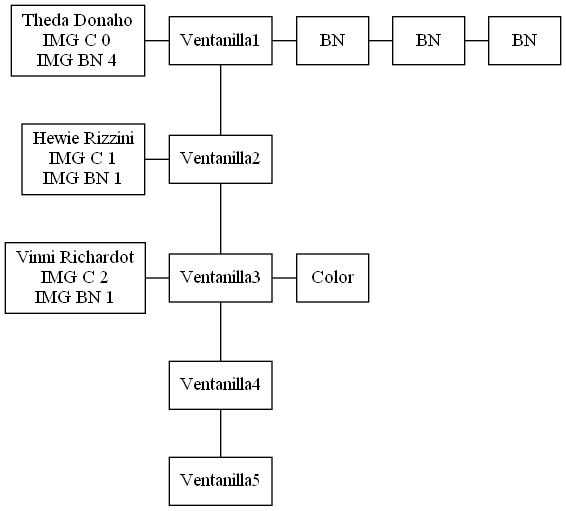 Theda Donaho
IMG C 0
IMG BN 4
Ventanilla1
BN
BN
BN
Hewie Rizzini
IMG C 1
IMG BN 1
Ventanilla2
Vinni Richardot
IMG C 2
IMG BN 1
Ventanilla3
Color
Ventanilla4
Ventanilla5